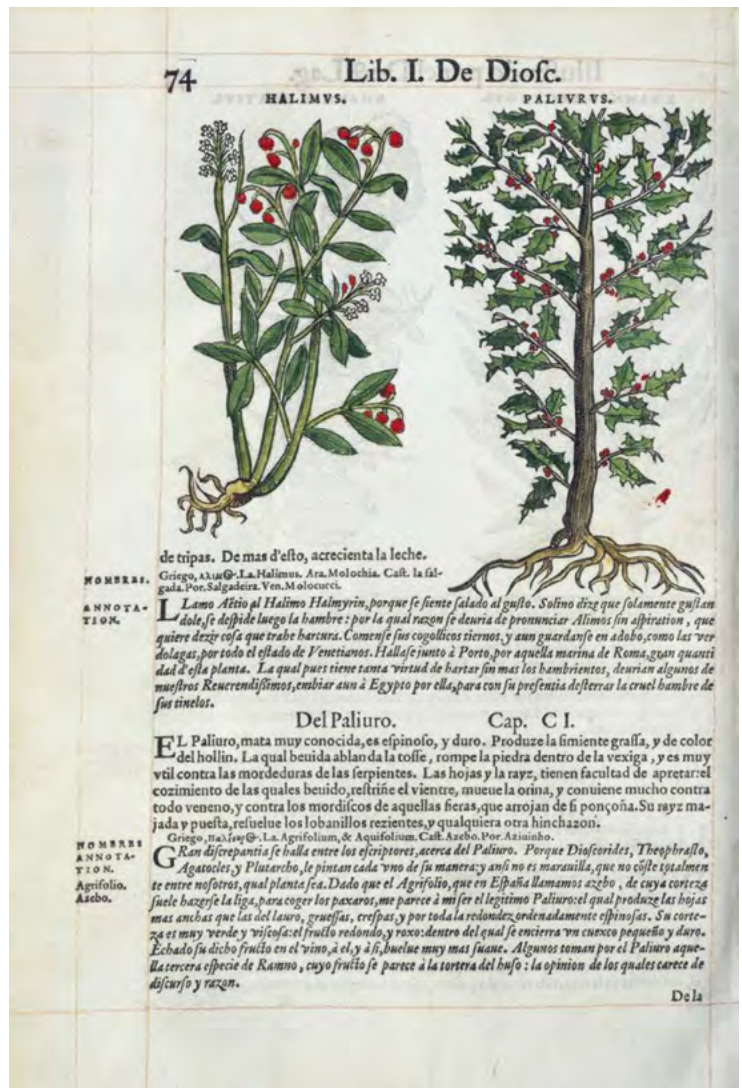 74
Lib. I. De Diosc.
HALIMVS.
PALIVRVS.
de tripas. De mas d'esto, acrecienta la leche.
NOMBRES.
Griego, αλιμ⊕. La. Halimus. Ara. Molochia. Cast. la sal-
gada. Por. Salgadeira. Ven. Molocucci.
ANNOTA-
TION.
LLamo Aëtio al Halimo Halmyrin, porque se siente salado al gusto. Solino dize que solamente gustan
dole, se despide luego la hambre: por la qual razon se deuria de pronunciar Alimos sin aspiration, que
quiere dezir cosa que trahe hartura. Comense sus cogollicos tiernos, y aun guardanse en adobo, como las ver
dolagas, por todo el estado de Venetianos. Hallase junto à Porto, por aquella marina de Roma, gran quanti
dad d'esta planta. La qual pues tiene tanta virtud de hartar sin mas los hambrientos, deurian algunos de
nuestros Reuerendissimos, embiar aun à Egypto por ella, para con su presentia desterrar la cruel hambre de
sus tinelos.
Del Paliuro. Cap. CI.
EL Paliuro, mata muy conocida, es espinoso, y duro. Produze la simiente grassa, y de color
del hollin. La qual beuida ablanda la tosse, rompe la piedra dentro de la vexiga, y es muy
vtil contra las mordeduras de las serpientes. Las hojas y la rayz, tienen facultad de apretar: el
cozimiento de las quales beuido, restriñe el vientre, mueue la orina, y conuiene mucho contra
todo veneno, y contra los mordiscos de aquellas fieras, que arrojan de si ponçoña. Su rayz ma-
jada y puesta, resuelue los lobanillos rezientes, y qualquiera otra hinchazon.
NOMBRES
Griego, παλίουρ⊕. La. Agrifolium, & Aquifolium. Cast. Azebo. Por. Aziuinho.
ANNOTA-
TION.
Agrifolio.
Azebo.
GRan discrepantia se halla entre los escriptores, acerca del Paliuro. Porque Dioscorides, Theophrasto,
Agatocles, y Plutarcho, le pintan cada vno de su manera: y ansi no es marauilla, que no cõste totalmen
te entre nosotros, qual planta sea. Dado que el Agrifolio, que en España llamamos azebo, de cuya corteza
suele hazerse la liga, para coger los paxaros, me parece à mi ser el legitimo Paliuro: el qual produze las hojas
mas anchas que las del lauro, gruessas, crespas, y por toda la redondez ordenadamente espinosas. Su corte-
za es muy verde y viscosa: el fructo redondo, y roxo: dentro del qual se encierra vn cuexco pequeño y duro.
Echado su dicho fructo en el vino, à el, y à si, buelue muy mas suaue. Algunos toman por el Paliuro aque-
lla tercera especie de Ramno, cuyo fructo se parece à la tortera del huso: la opinion de los quales carece de
discurso y razon.
De la